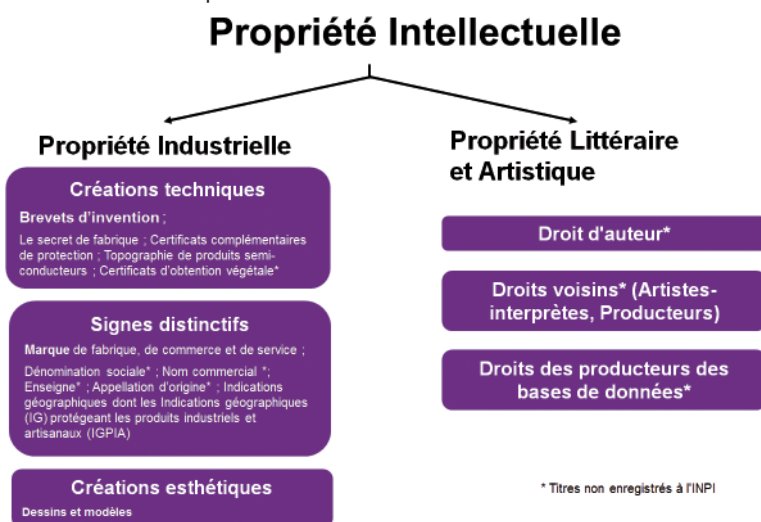 Propriété Intellectuelle
Propriété Industrielle
Créations techniques
Brevets d'invention ;
Le secret de fabrique ; Certificats complémentaires
de protection ; Topographie de produits semi-
conducteurs ; Certificats d'obtention végétale*
Signes distinctifs
Marque de fabrique, de commerce et de service ;
Dénomination sociale* ; Nom commercial *;
Enseigne* ; Appellation d'origine* ; Indications
géographiques dont les Indications géographiques
(IG) protégeant les produits industriels et
artisanaux (IGPIA)
Créations esthétiques
Dessins et modèles
Propriété Littéraire
et Artistique
Droit d'auteur*
Droits voisins* (Artistes-
interprètes, Producteurs)
Droits des producteurs des
bases de données*
* Titres non enregistrés à l'INPI